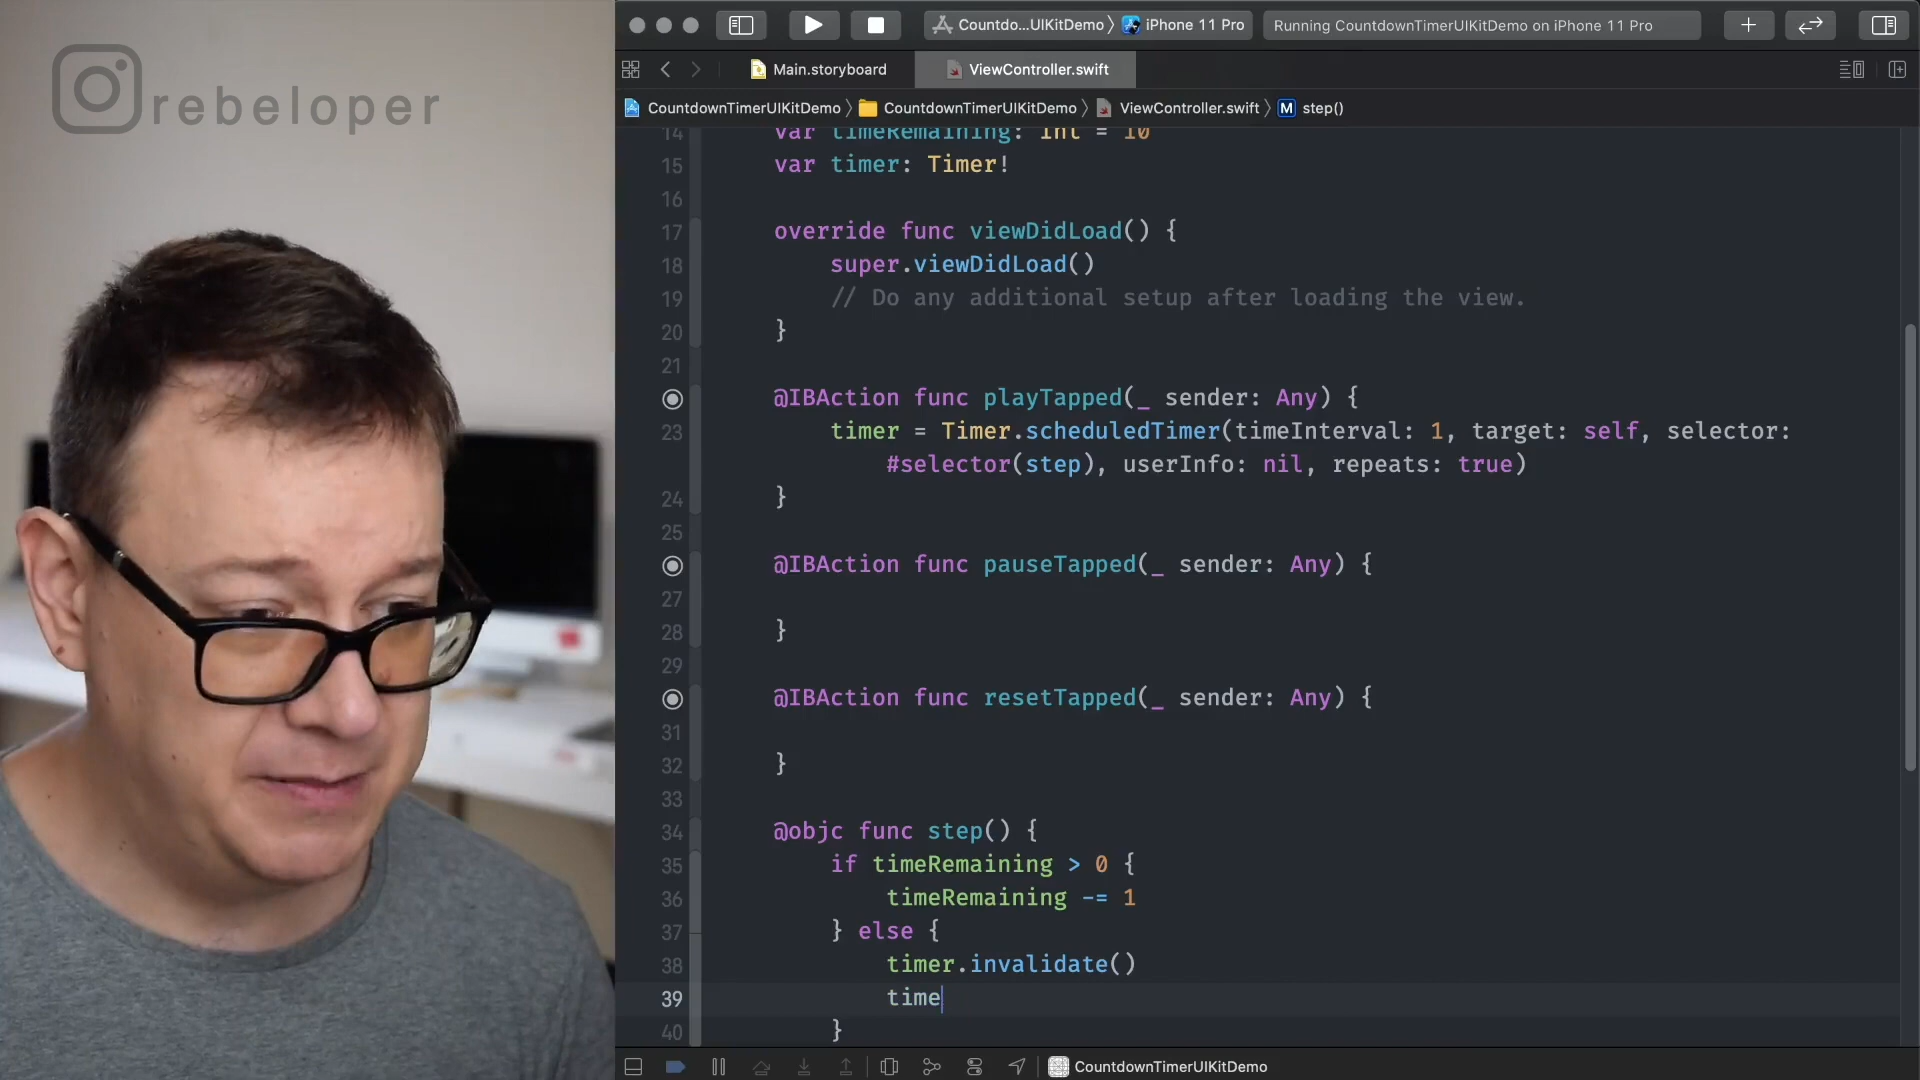 rebeloper
Countdo...UIKitDemo
iPhone 11 Pro
Running CountdownTimerUIKitDemo on iPhone 11 Pro
Main.storyboard
ViewController.swift
CountdownTimerUIKitDemo
CountdownTimerUIKitDemo
ViewController.swift
M step()
14 var timeRemaining: Int = 10
15 var timer: Timer!
16
17 override func viewDidLoad() {
18 super.viewDidLoad()
19 // Do any additional setup after loading the view.
20 }
21
@IBAction func playTapped(_ sender: Any) {
23 timer = Timer.scheduledTimer(timeInterval: 1, target: self, selector:
#selector(step), userInfo: nil, repeats: true)
24 }
25
@IBAction func pauseTapped(_ sender: Any) {
27
28 }
29
@IBAction func resetTapped(_ sender: Any) {
31
32 }
33
34 @objc func step() {
35 if timeRemaining > 0 {
36 timeRemaining -= 1
37 } else {
38 timer.invalidate()
39 time
40 }
CountdownTimerUIKitDemo